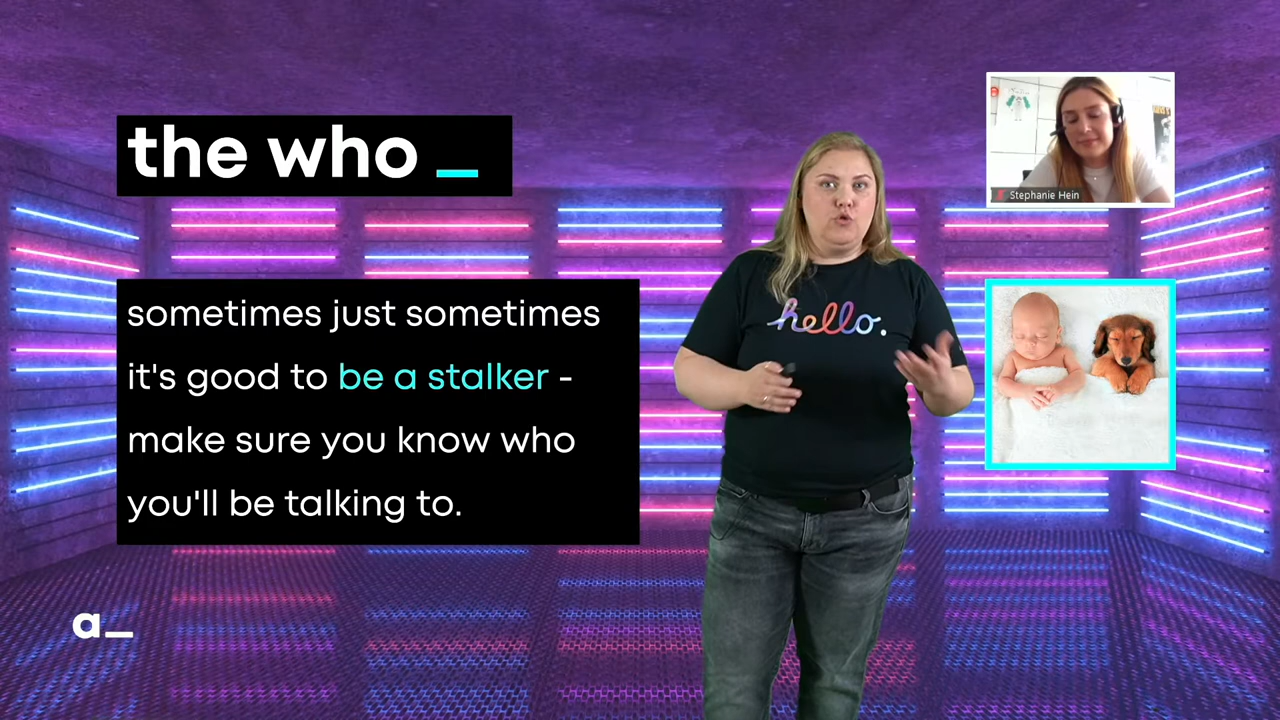 the who _
sometimes just sometimes
it's good to be a stalker -
make sure you know who
you'll be talking to.
hello.
Stephanie Hein
a_